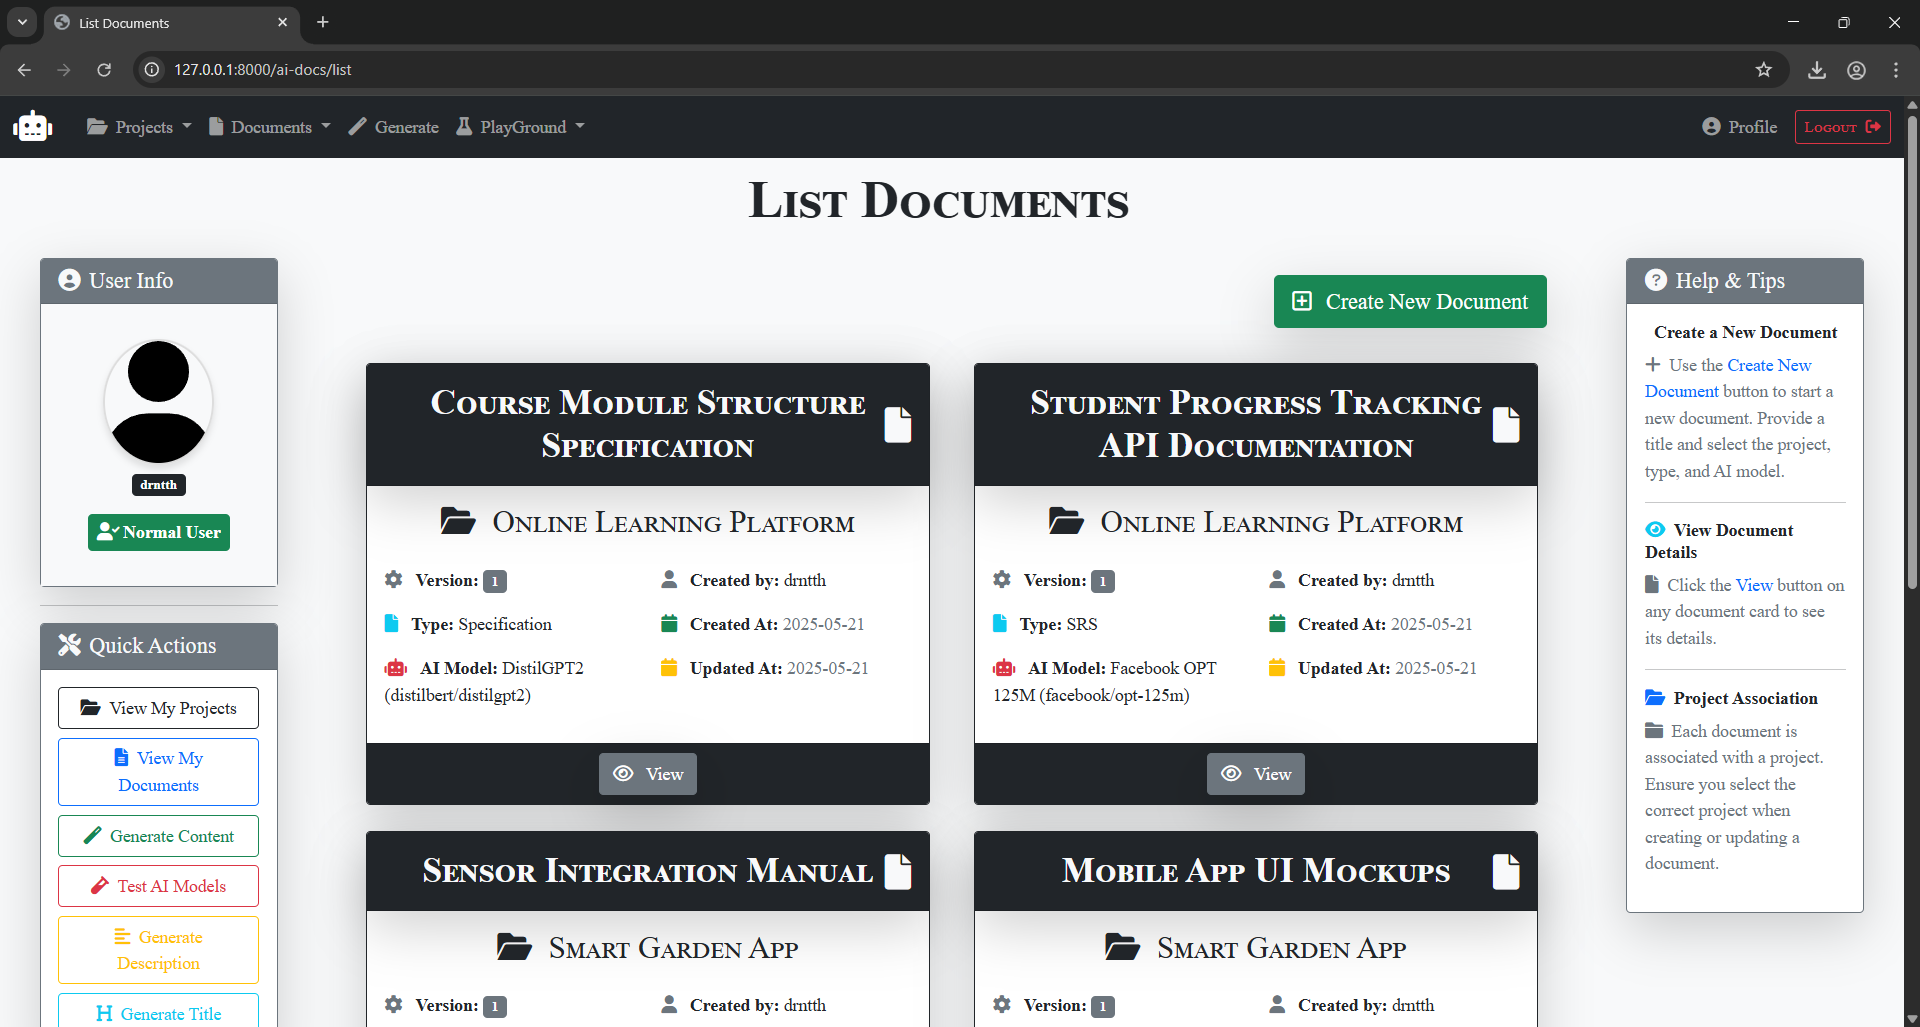 List Documents
127.0.0.1:8000/ai-docs/list
Projects
Documents
Generate
PlayGround
Profile
Logout
List Documents
User Info
drntth
Normal User
Quick Actions
View My Projects
View My
Documents
Generate Content
Test AI Models
Generate
Description
Generate Title
Create New Document
Course Module Structure
Specification
Online Learning Platform
Version: 1
Created by: drntth
Type: Specification
Created At: 2025-05-21
AI Model: DistilGPT2
(distilbert/distilgpt2)
Updated At: 2025-05-21
View
Student Progress Tracking
API Documentation
Online Learning Platform
Version: 1
Created by: drntth
Type: SRS
Created At: 2025-05-21
AI Model: Facebook OPT
125M (facebook/opt-125m)
Updated At: 2025-05-21
View
Sensor Integration Manual
Smart Garden App
Version: 1
Created by: drntth
Mobile App UI Mockups
Smart Garden App
Version: 1
Created by: drntth
Help & Tips
Create a New Document
Use the Create New
Document button to start a
new document. Provide a
title and select the project,
type, and AI model.
View Document
Details
Click the View button on
any document card to see
its details.
Project Association
Each document is
associated with a project.
Ensure you select the
correct project when
creating or updating a
document.